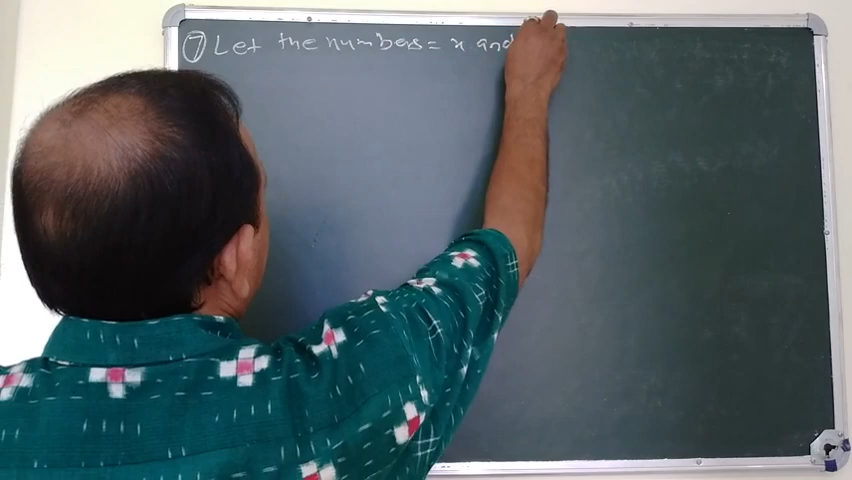 ⑦ Let the numbers = x and